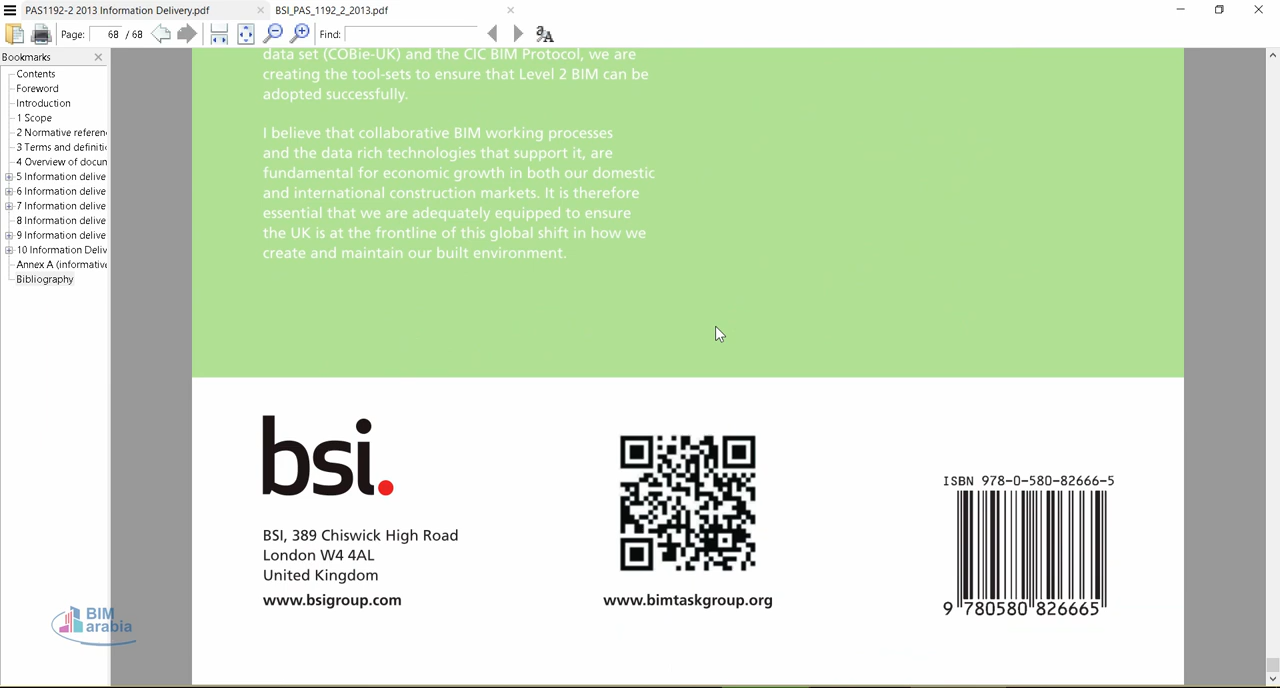 PAS1192-2 2013 Information Delivery.pdf
BSI_PAS_1192_2_2013.pdf
Page: 68 / 68
Find:
Bookmarks
Contents
Foreword
Introduction
1 Scope
2 Normative referen
3 Terms and definiti
4 Overview of docun
5 Information delive
6 Information delive
7 Information delive
8 Information delive
9 Information delive
10 Information Deliv
Annex A (informative
Bibliography
data set (COBie-UK) and the CIC BIM Protocol, we are
creating the tool-sets to ensure that Level 2 BIM can be
adopted successfully.
I believe that collaborative BIM working processes
and the data rich technologies that support it, are
fundamental for economic growth in both our domestic
and international construction markets. It is therefore
essential that we are adequately equipped to ensure
the UK is at the frontline of this global shift in how we
create and maintain our built environment.
bsi.
BSI, 389 Chiswick High Road
London W4 4AL
United Kingdom
www.bsigroup.com
www.bimtaskgroup.org
ISBN 978-0-580-82666-5
9 780580 826665
BIM
arabia